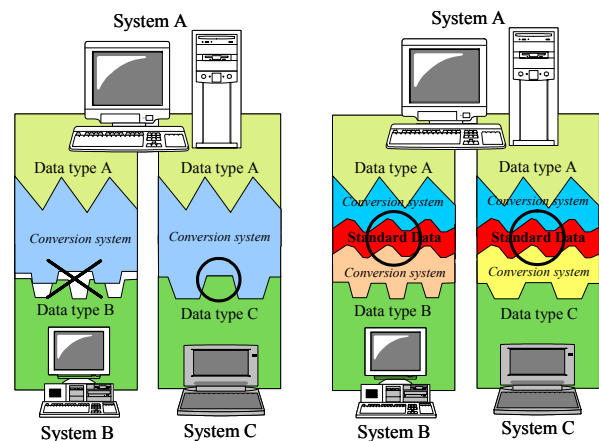 System A
Data type A
Data type A
Conversion system
Conversion system
Data type B
Data type C
System B
System C
System A
Data type A
Data type A
Conversion system
Conversion system
Standard Data
Standard Data
Conversion system
Conversion system
Data type B
Data type C
System B
System C